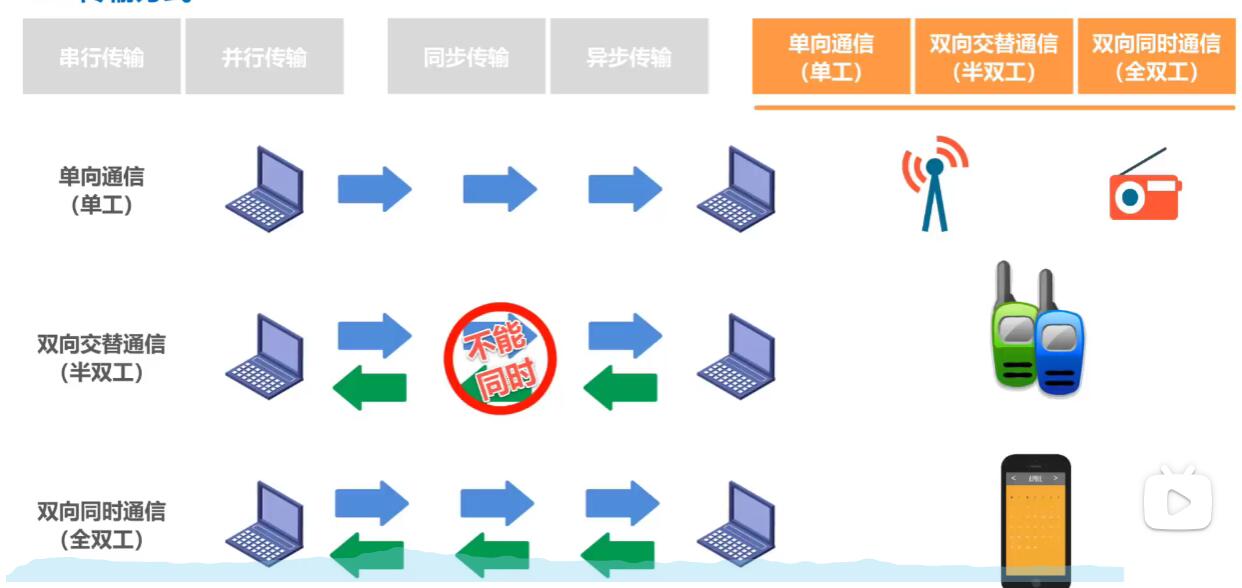 串行传输
并行传输
同步传输
异步传输
单向通信
（单工）
双向交替通信
（半双工）
双向同时通信
（全双工）
单向通信
（单工）
双向交替通信
（半双工）
不能
同时
双向同时通信
（全双工）
< APRIL >